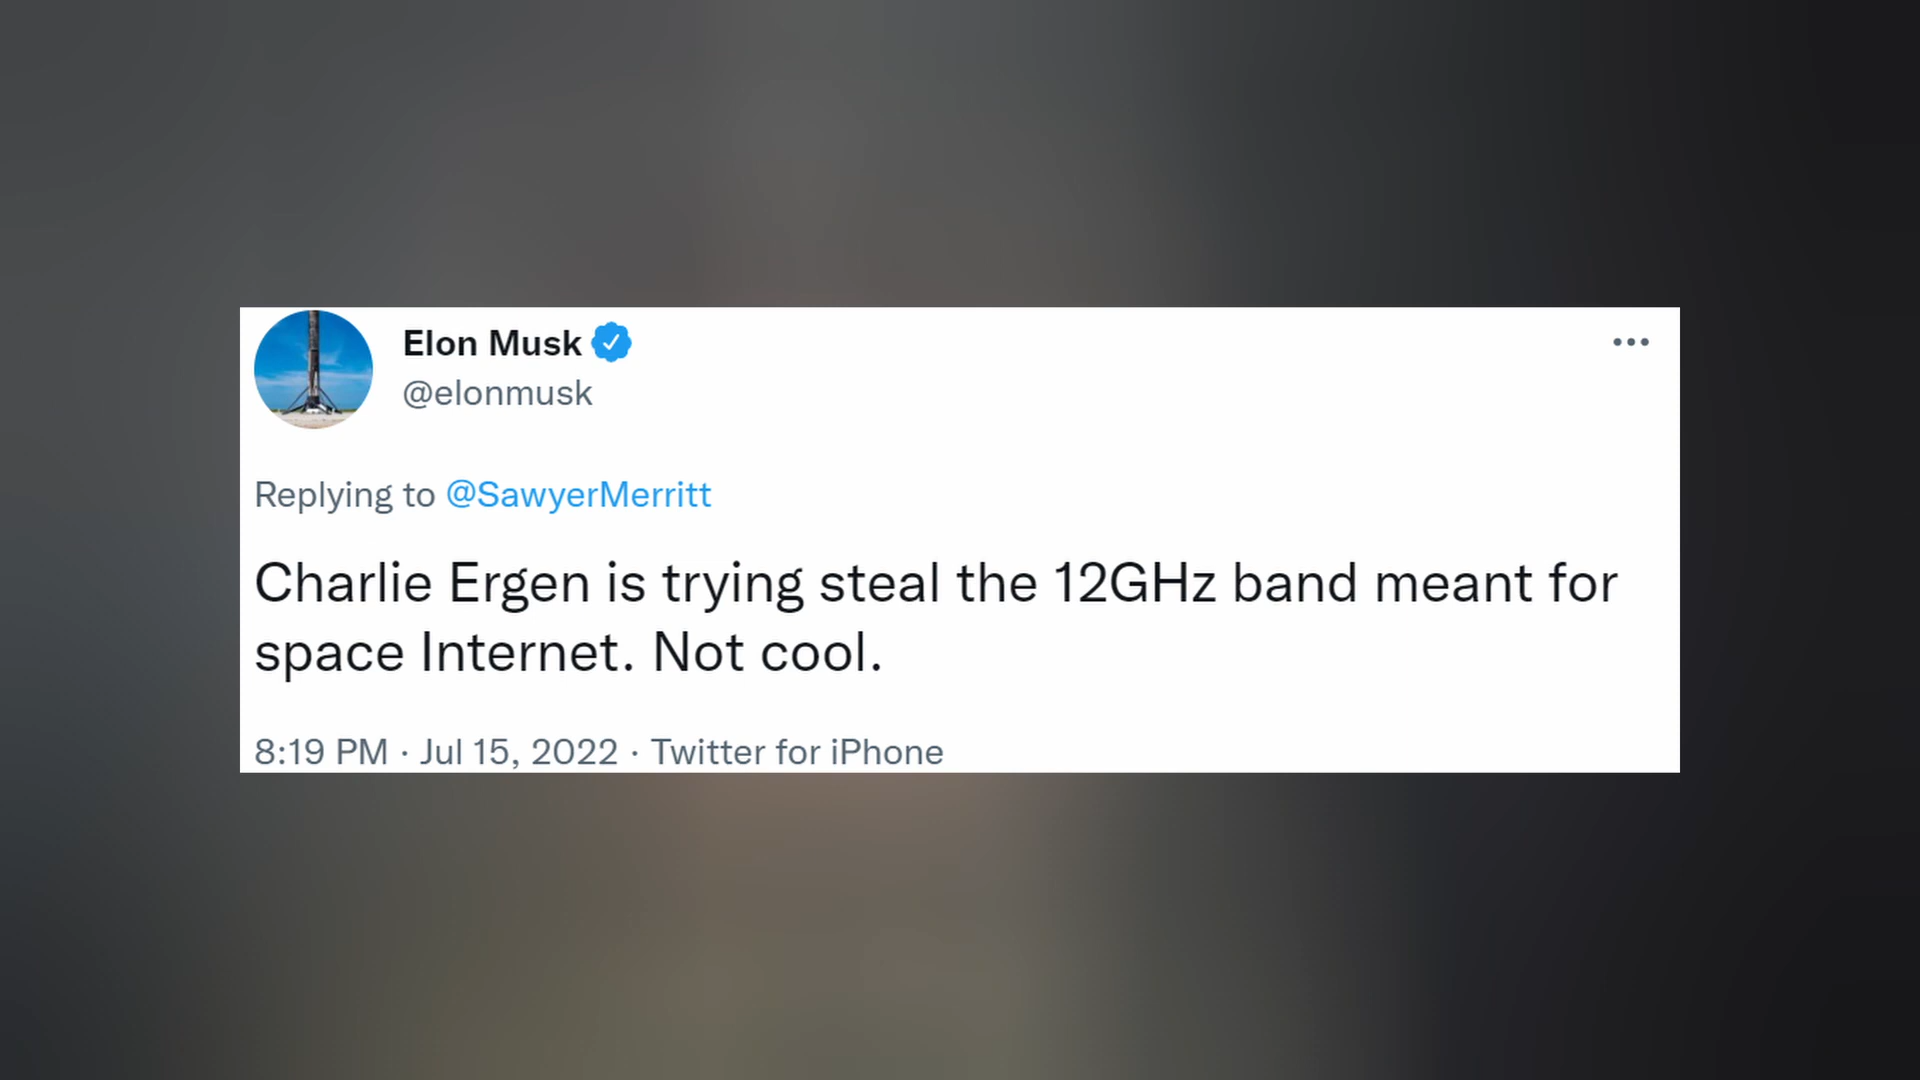 Elon Musk
@elonmusk
Replying to @SawyerMerritt
Charlie Ergen is trying steal the 12GHz band meant for
space Internet. Not cool.
8:19 PM · Jul 15, 2022 · Twitter for iPhone